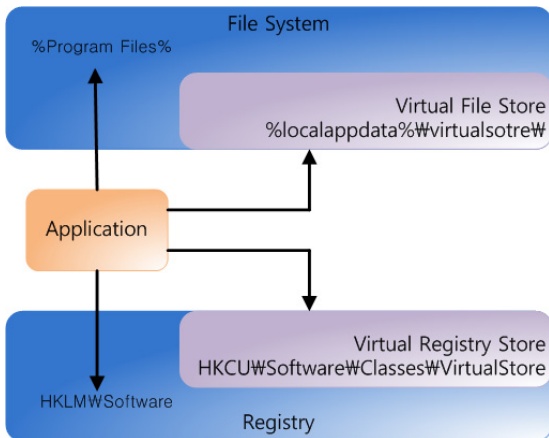 File System
%Program Files%
Virtual File Store
%localappdata%₩virtualsotre₩
Application
Virtual Registry Store
HKCU₩Software₩Classes₩VirtualStore
HKLM₩Software
Registry